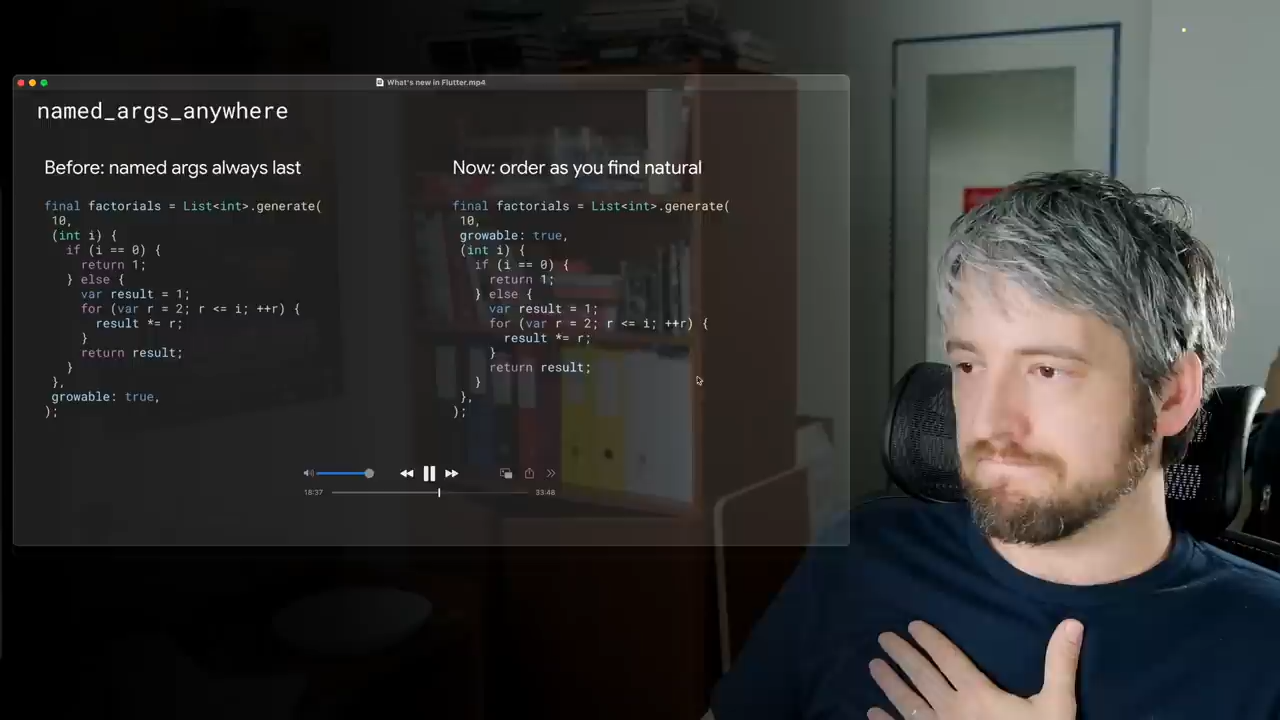 What's new in Flutter.mp4
named_args_anywhere
Before: named args always last
final factorials = List<int>.generate(
10,
(int i) {
if (i == 0) {
return 1;
} else {
var result = 1;
for (var r = 2; r <= i; ++r) {
result *= r;
}
return result;
}
},
growable: true,
);
Now: order as you find natural
final factorials = List<int>.generate(
10,
growable: true,
(int i) {
if (i == 0) {
return 1;
} else {
var result = 1;
for (var r = 2; r <= i; ++r) {
result *= r;
}
return result;
}
},
);
18:37
33:48